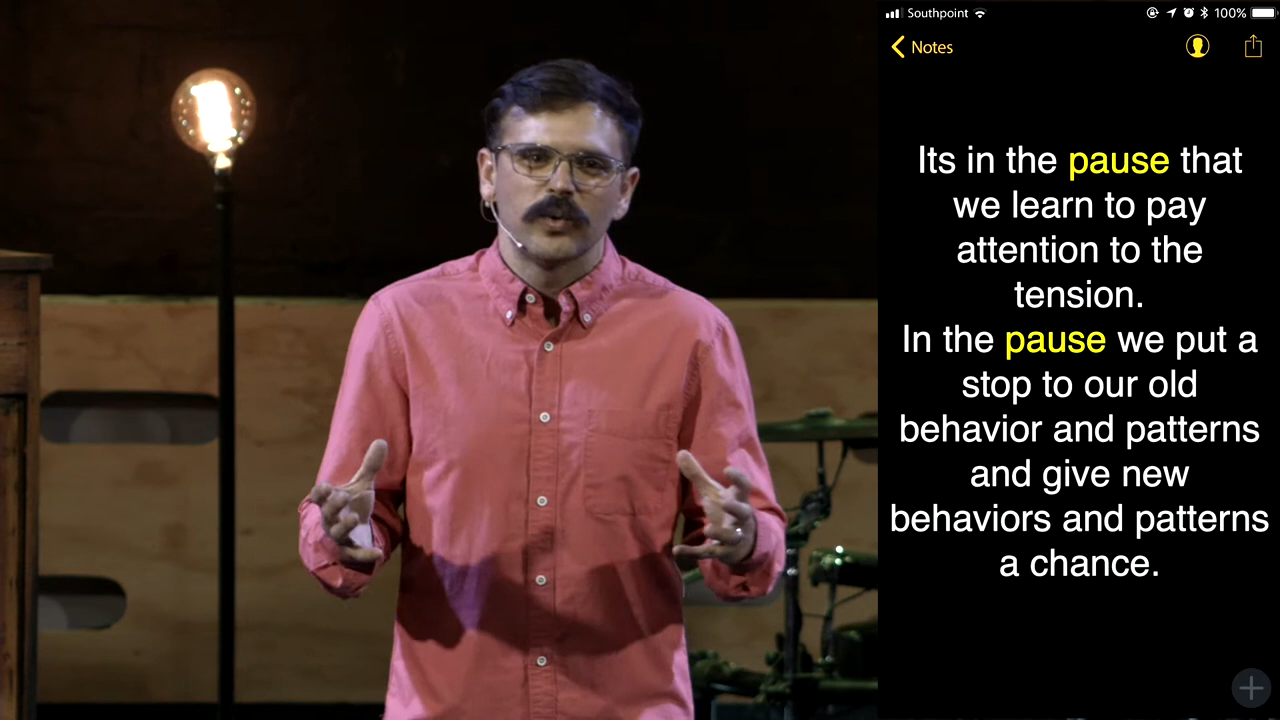 Southpoint 100%
Notes
Its in the pause that
we learn to pay
attention to the
tension.
In the pause we put a
stop to our old
behavior and patterns
and give new
behaviors and patterns
a chance.